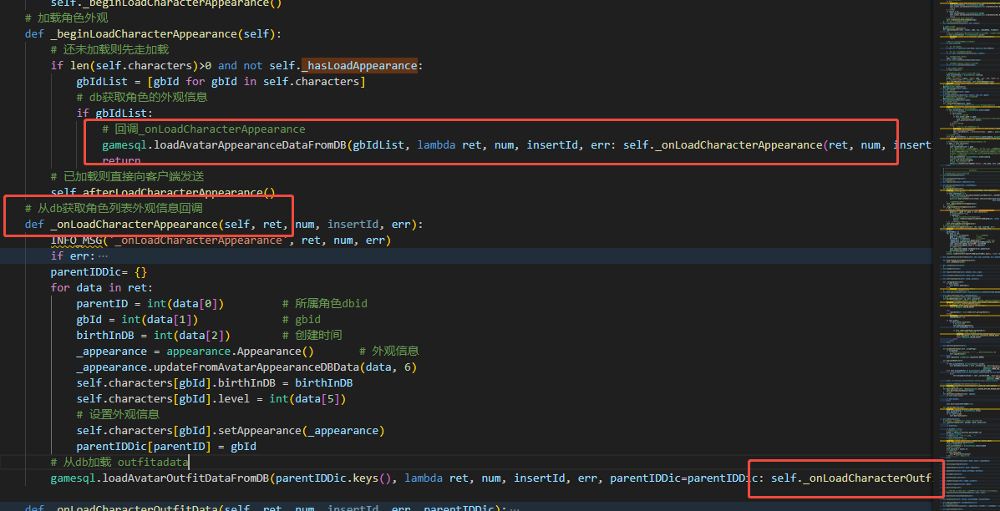 self._beginLoadCharacterAppearance()
# 加载角色外观
def _beginLoadCharacterAppearance(self):
# 还未加载则先走加载
if len(self.characters)>0 and not self._hasLoadAppearance:
gbIdList = [gbId for gbId in self.characters]
# db获取角色的外观信息
if gbIdList:
# 回调_onLoadCharacterAppearance
gamesql.loadAvatarAppearanceDataFromDB(gbIdList, lambda ret, num, insertId, err: self._onLoadCharacterAppearance(ret, num, insert
return
# 已加载则直接向客户端发送
self.afterLoadCharacterAppearance()
# 从db获取角色列表外观信息回调
def _onLoadCharacterAppearance(self, ret, num, insertId, err):
INFO_MSG('_onLoadCharacterAppearance', ret, num, err)
if err:…
parentIDDic= {}
for data in ret:
parentID = int(data[0]) # 所属角色dbid
gbId = int(data[1]) # gbid
birthInDB = int(data[2]) # 创建时间
_appearance = appearance.Appearance() # 外观信息
_appearance.updateFromAvatarAppearanceDBData(data, 6)
self.characters[gbId].birthInDB = birthInDB
self.characters[gbId].level = int(data[5])
# 设置外观信息
self.characters[gbId].setAppearance(_appearance)
parentIDDic[parentID] = gbId
# 从db加载 outfitadata
gamesql.loadAvatarOutfitDataFromDB(parentIDDic.keys(), lambda ret, num, insertId, err, parentIDDic=parentIDDic: self._onLoadCharacterOutf
def _onLoadCharacterOutfitData(self, ret, num, insertId, err, parentIDDic):…